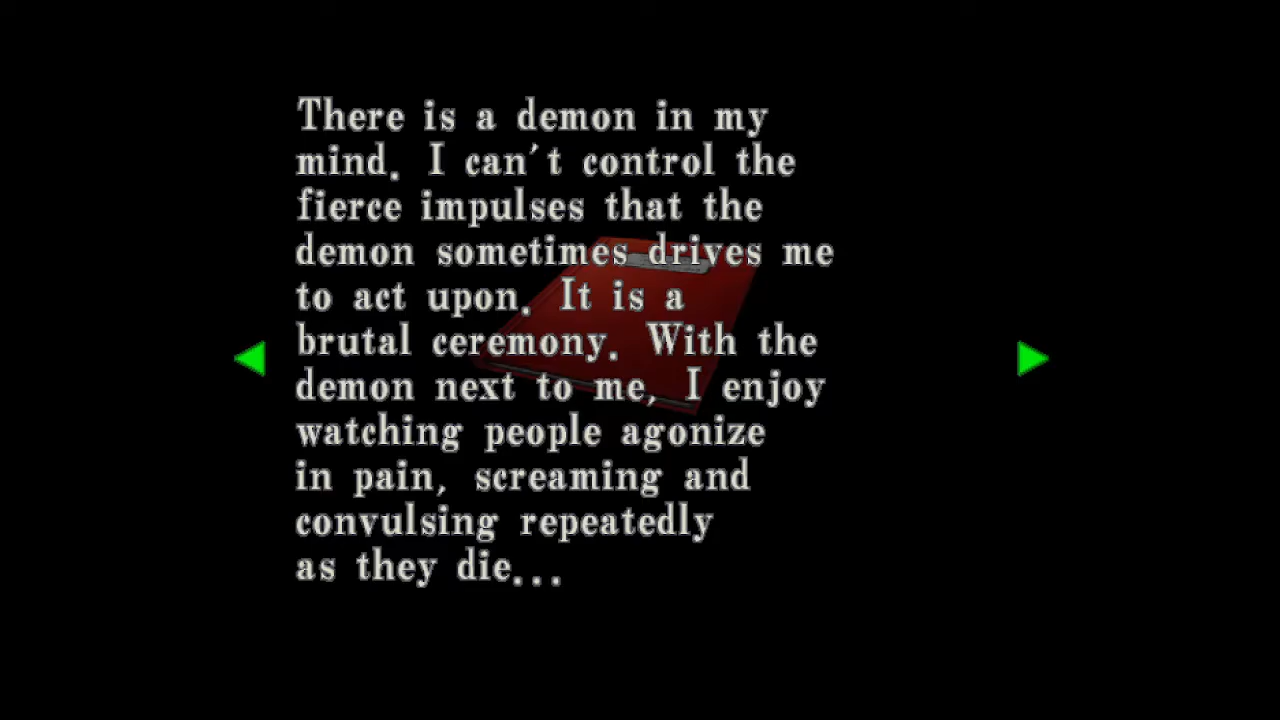 There is a demon in my
mind. I can't control the
fierce impulses that the
demon sometimes drives me
to act upon. It is a
brutal ceremony. With the
demon next to me, I enjoy
watching people agonize
in pain, screaming and
convulsing repeatedly
as they die...